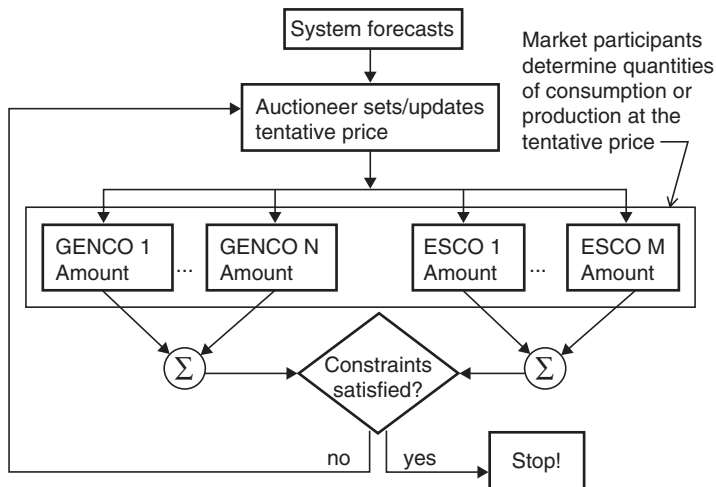 System forecasts
Market participants
determine quantities
of consumption or
production at the
tentative price
Auctioneer sets/updates
tentative price
GENCO 1
Amount
...
GENCO N
Amount
ESCO 1
Amount
...
ESCO M
Amount
Σ
Constraints
satisfied?
Σ
no
yes
Stop!